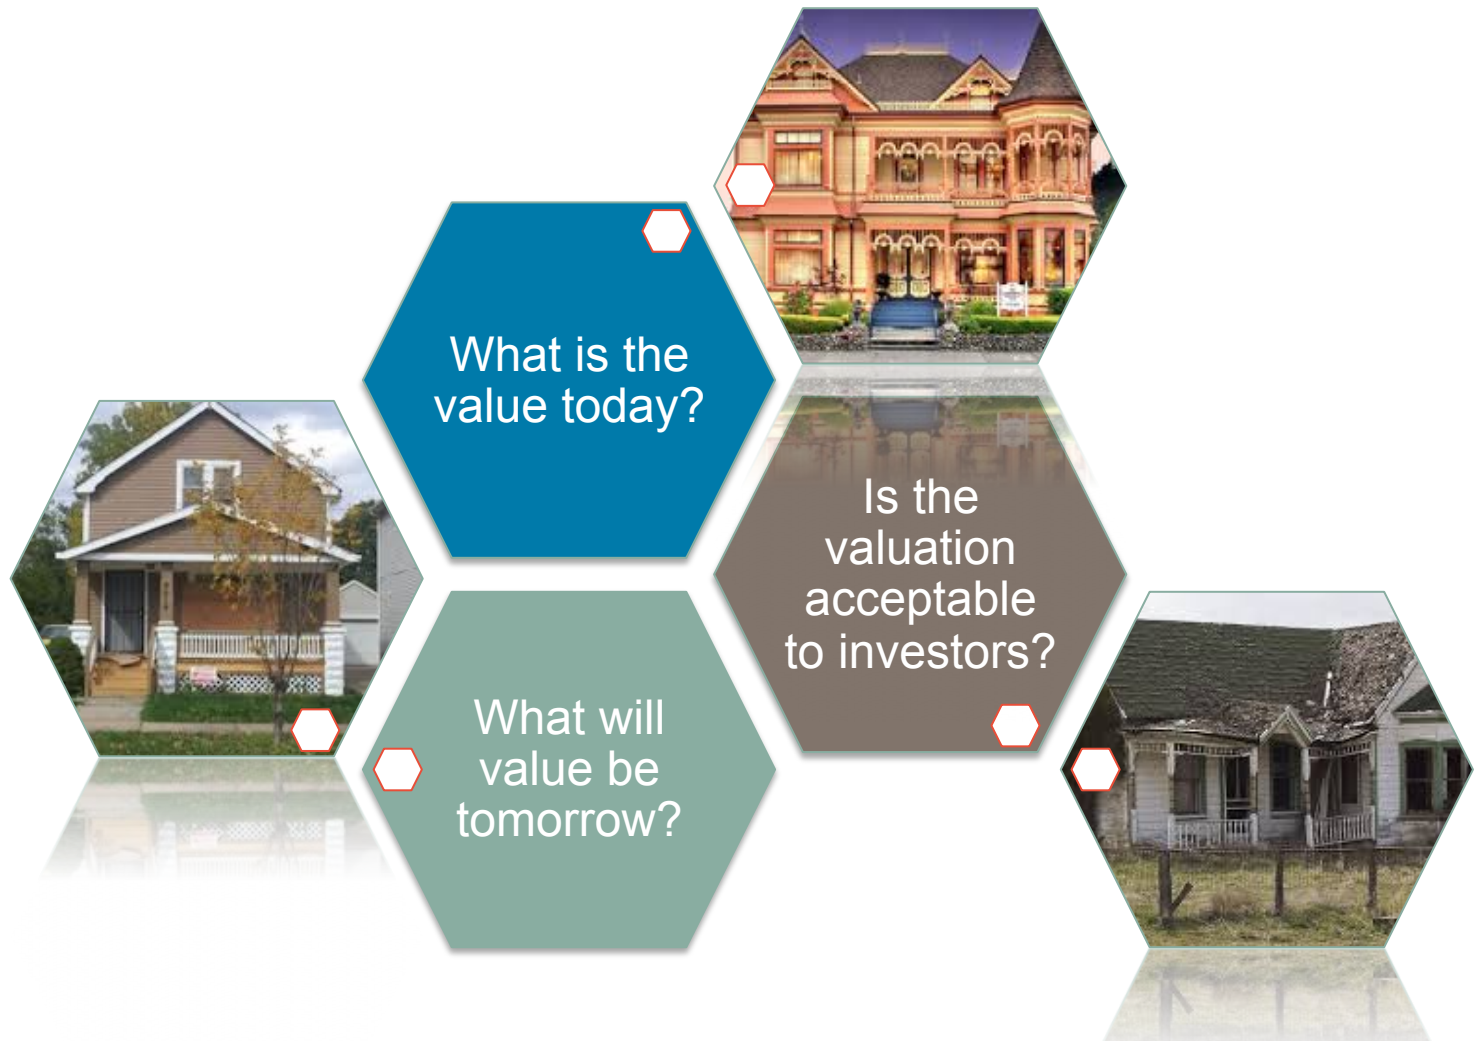 What is the
value today?
Is the
valuation
acceptable
to investors?
What will
value be
tomorrow?